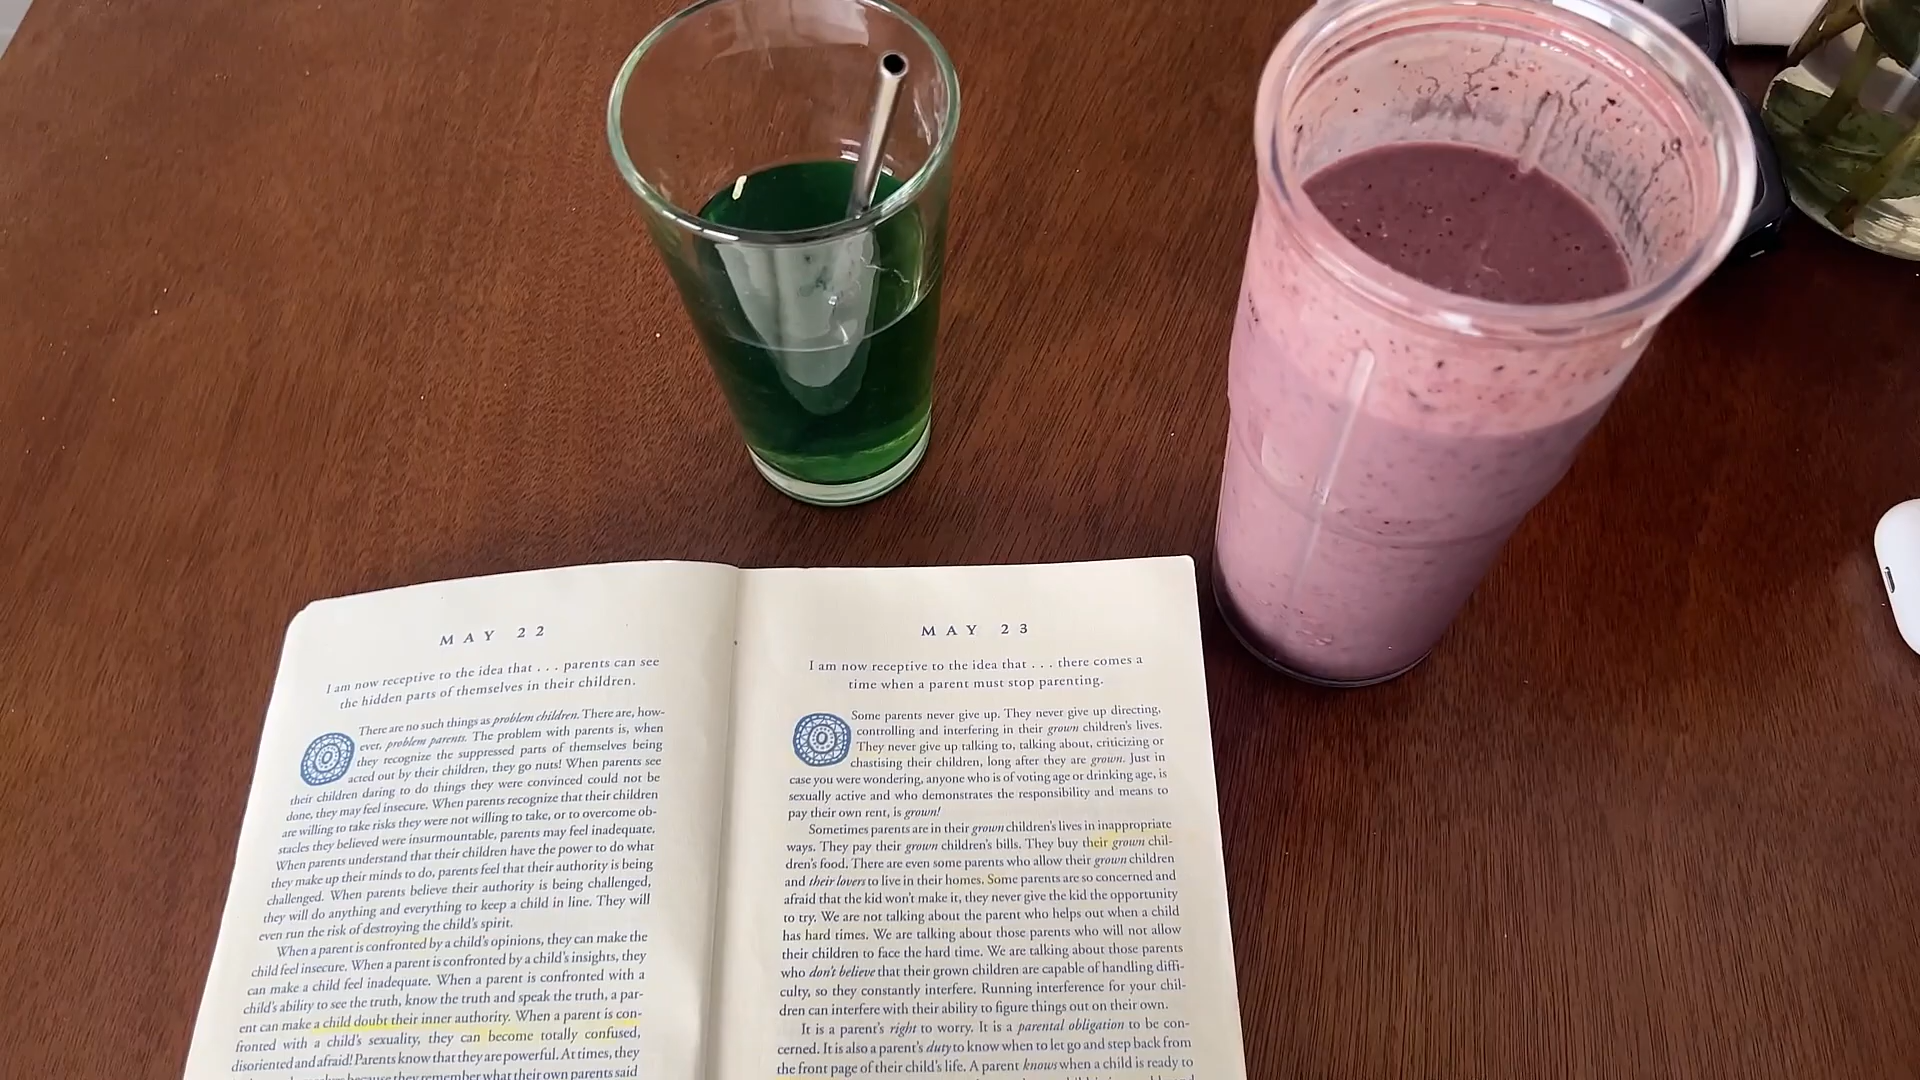 MAY 22
I am now receptive to the idea that . . . parents can see
the hidden parts of themselves in their children.
There are no such things as problem children. There are, how-
ever, problem parents. The problem with parents is, when
they recognize the suppressed parts of themselves being
acted out by their children, they go nuts! When parents see
their children daring to do things they were convinced could not be
done, they may feel insecure. When parents recognize that their children
are willing to take risks they were not willing to take, or to overcome ob-
stacles they believed were insurmountable, parents may feel inadequate.
When parents understand that their children have the power to do what
they make up their minds to do, parents feel that their authority is being
challenged. When parents believe their authority is being challenged,
they will do anything and everything to keep a child in line. They will
even run the risk of destroying the child's spirit.
When a parent is confronted by a child's opinions, they can make the
child feel insecure. When a parent is confronted by a child's insights, they
can make a child feel inadequate. When a parent is confronted with a
child's ability to see the truth, know the truth and speak the truth, a par-
ent can make a child doubt their inner authority. When a parent is con-
fronted with a child's sexuality, they can become totally confused,
disoriented and afraid! Parents know that they are powerful. At times, they
because they remember what their own parents said
MAY 23
I am now receptive to the idea that . . . there comes a
time when a parent must stop parenting.
Some parents never give up. They never give up directing,
controlling and interfering in their grown children's lives.
They never give up talking to, talking about, criticizing or
chastising their children, long after they are grown. Just in
case you were wondering, anyone who is of voting age or drinking age, is
sexually active and who demonstrates the responsibility and means to
pay their own rent, is grown!
Sometimes parents are in their grown children's lives in inappropriate
ways. They pay their grown children's bills. They buy their grown chil-
dren's food. There are even some parents who allow their grown children
and their lovers to live in their homes. Some parents are so concerned and
afraid that the kid won't make it, they never give the kid the opportunity
to try. We are not talking about the parent who helps out when a child
has hard times. We are talking about those parents who will not allow
their children to face the hard time. We are talking about those parents
who don't believe that their grown children are capable of handling diffi-
culty, so they constantly interfere. Running interference for your chil-
dren can interfere with their ability to figure things out on their own.
It is a parent's right to worry. It is a parental obligation to be con-
cerned. It is also a parent's duty to know when to let go and step back from
the front page of their child's life. A parent knows when a child is ready to